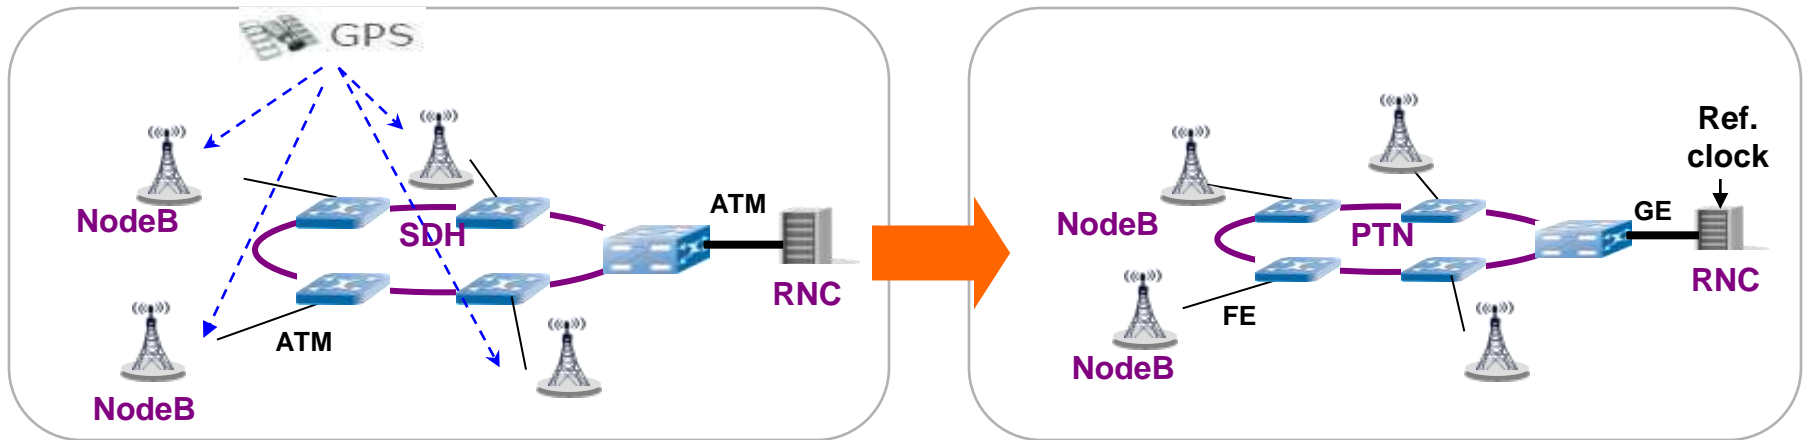 GPS
NodeB
SDH
ATM
RNC
ATM
NodeB
Ref.
clock
NodeB
PTN
GE
RNC
FE
NodeB